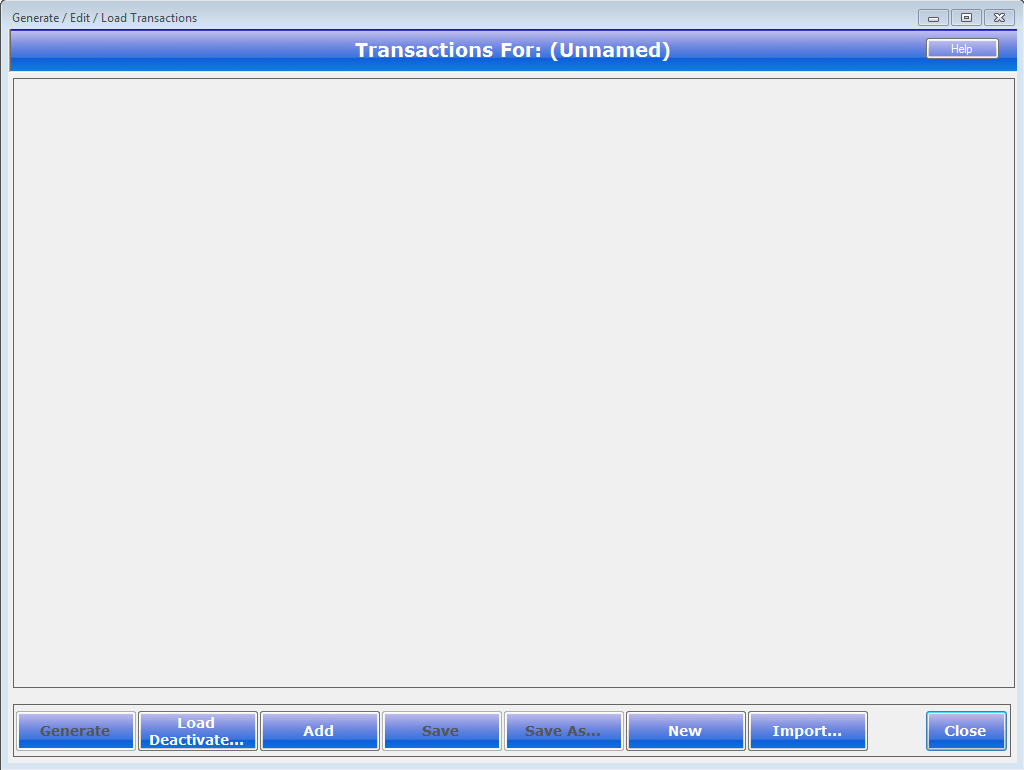 Generate / Edit / Load Transactions
Transactions For: (Unnamed)
Help
Generate
Load
Deactivate...
Add
Save
Save As...
New
Import...
Close